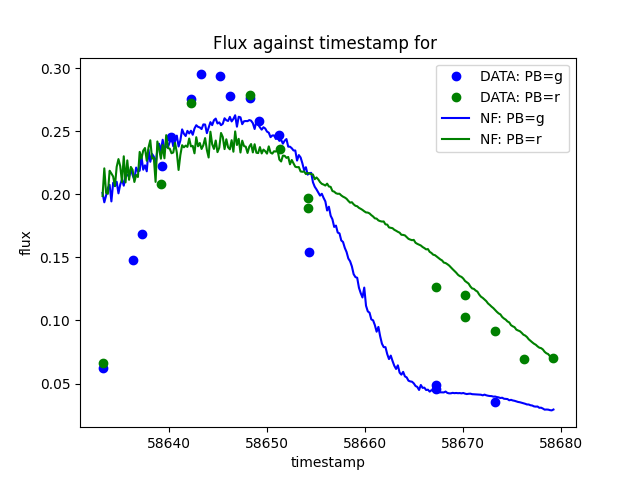 Flux against timestamp for
0.30
0.25
0.20
0.15
0.10
0.05
flux
DATA: PB=g
DATA: PB=r
NF: PB=g
NF: PB=r
58640 58650 58660 58670 58680
timestamp